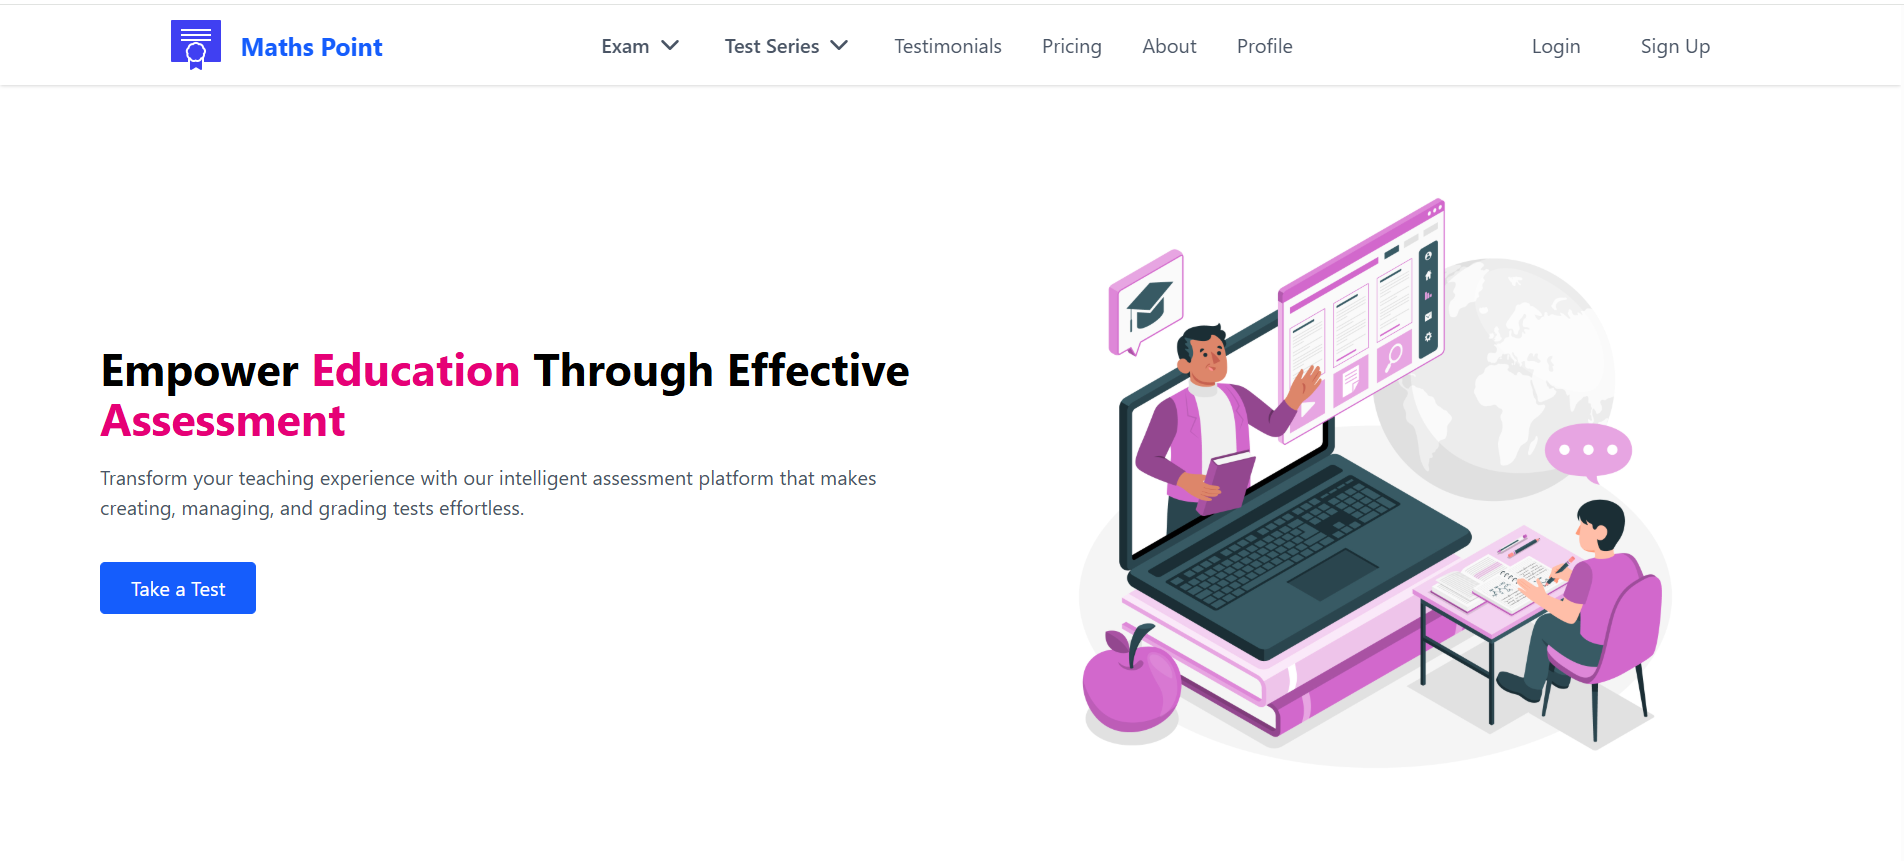 Maths Point
Exam
Test Series
Testimonials
Pricing
About
Profile
Login
Sign Up
Empower Education Through Effective
Assessment
Transform your teaching experience with our intelligent assessment platform that makes
creating, managing, and grading tests effortless.
Take a Test